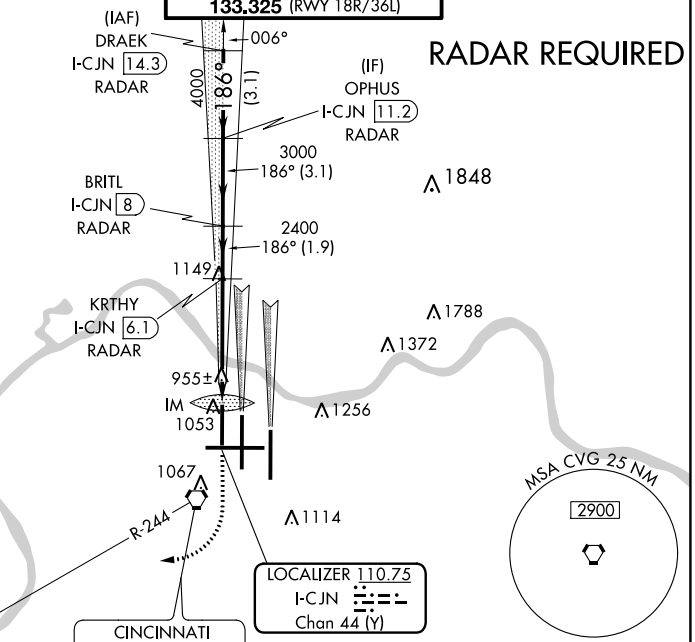 133.325 (RWY 18R/36L)
(IAF)
DRAEK
I-CJN 14.3
RADAR
006°
4000
186°
(3.1)
RADAR REQUIRED
(IF)
OPHUS
I-CJN 11.2
RADAR
3000
186° (3.1)
1848
BRITL
I-CJN 8
RADAR
2400
186° (1.9)
1149
KRTHY
I-CJN 6.1
RADAR
1788
1372
955±
IM
1053
1256
1067
R-244
1114
MSA CVG 25 NM
2900
LOCALIZER 110.75
I-CJN
Chan 44 (Y)
CINCINNATI